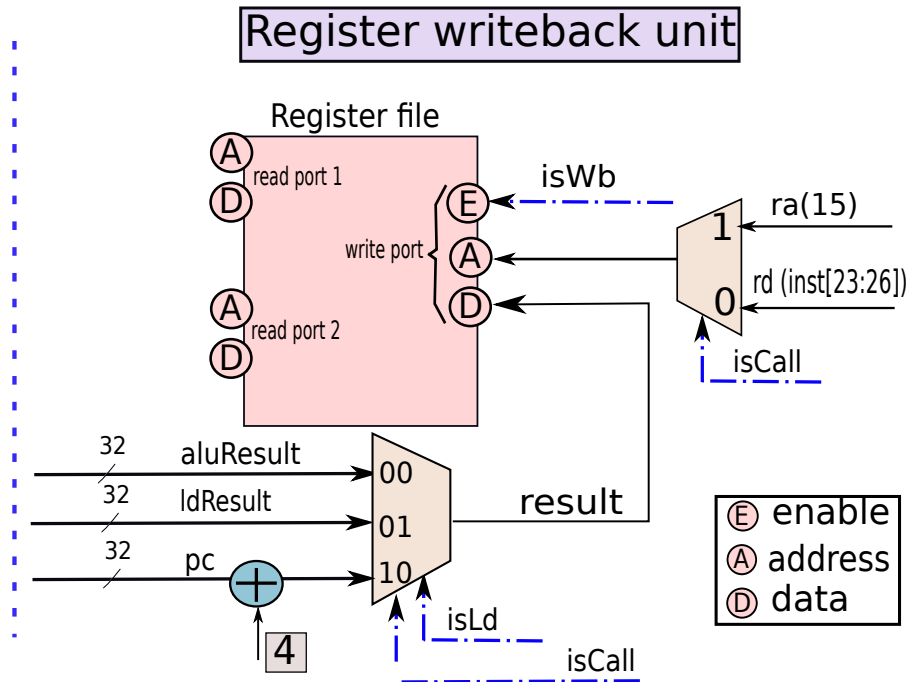 Register writeback unit
Register file
A
read port 1
D
isWb
E
write port
A
D
A
read port 2
D
1
ra(15)
rd (inst[23:26])
0
isCall
32
aluResult
00
32
ldResult
01
32
pc
10
+
4
result
isLd
isCall
E enable
A address
D data